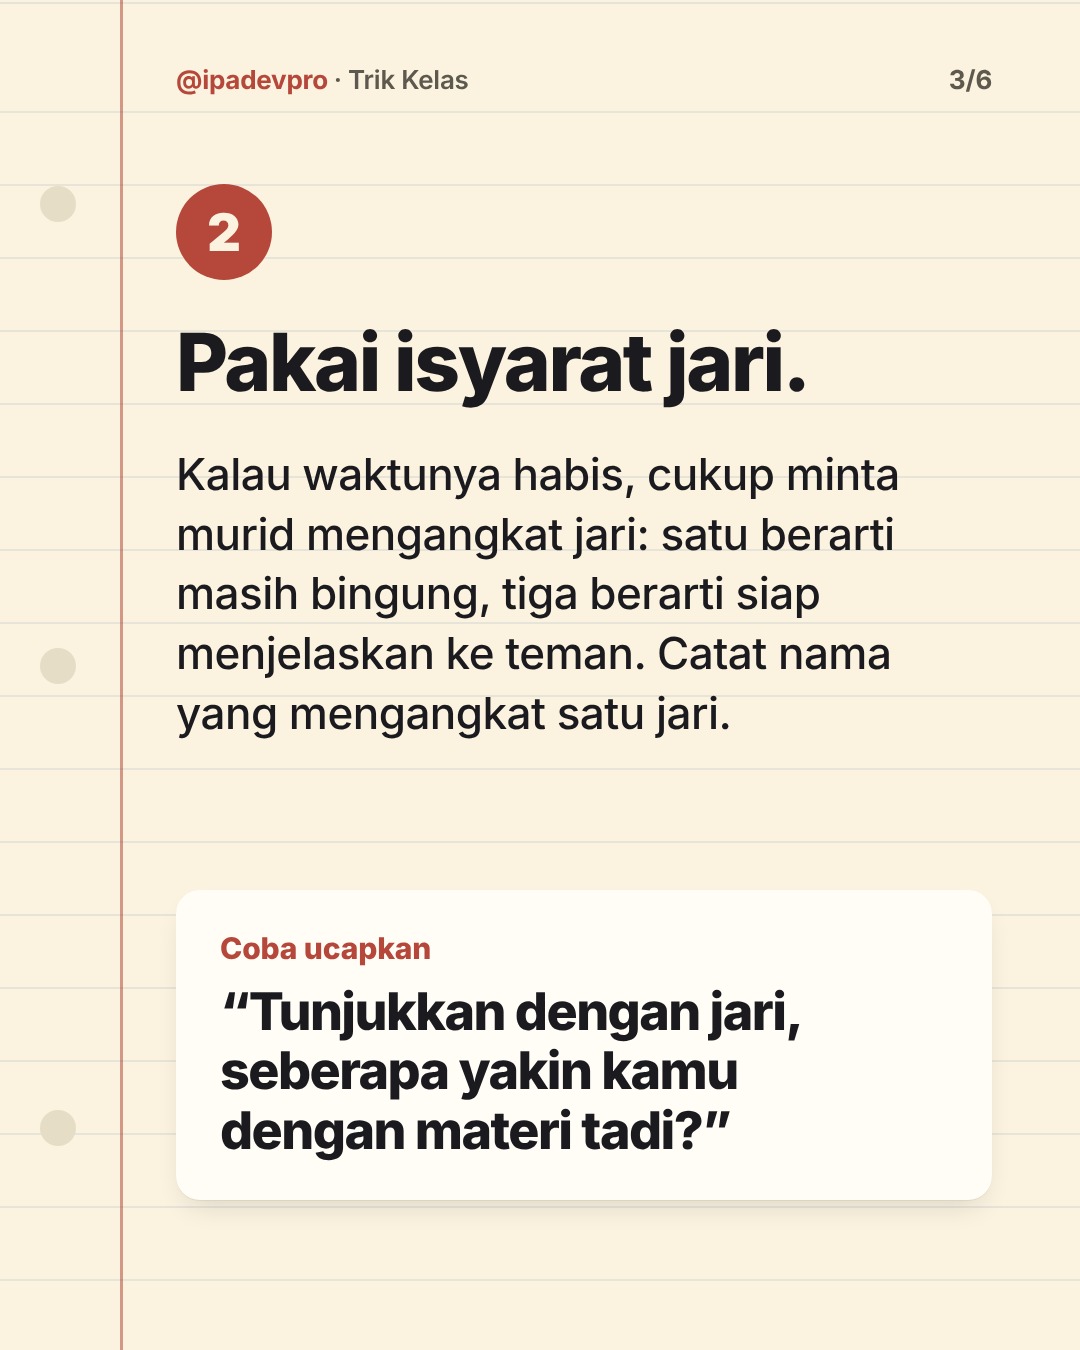 @ipadevpro · Trik Kelas 3/6
2
Pakai isyarat jari.
Kalau waktunya habis, cukup minta
murid mengangkat jari: satu berarti
masih bingung, tiga berarti siap
menjelaskan ke teman. Catat nama
yang mengangkat satu jari.
Coba ucapkan
“Tunjukkan dengan jari,
seberapa yakin kamu
dengan materi tadi?”